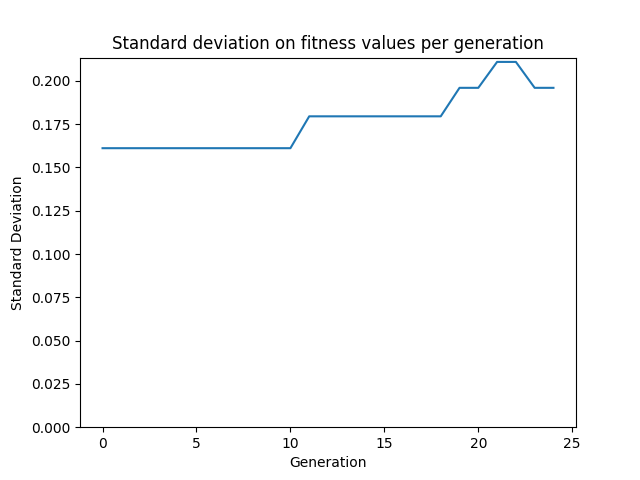 Standard deviation on fitness values per generation
0.200
0.175
0.150
0.125
0.100
0.075
0.050
0.025
0.000
Standard Deviation
0 5 10 15 20 25
Generation